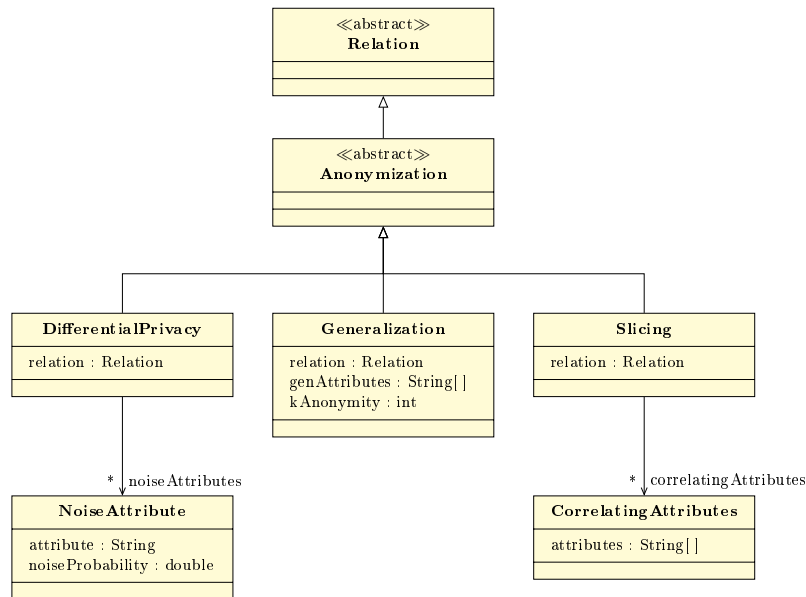 ≪abstract≫
Relation
≪abstract≫
Anonymization
DifferentialPrivacy
relation : Relation
Generalization
relation : Relation
genAttributes : String[ ]
kAnonymity : int
Slicing
relation : Relation
* noiseAttributes
* correlatingAttributes
NoiseAttribute
attribute : String
noiseProbability : double
CorrelatingAttributes
attributes : String[ ]